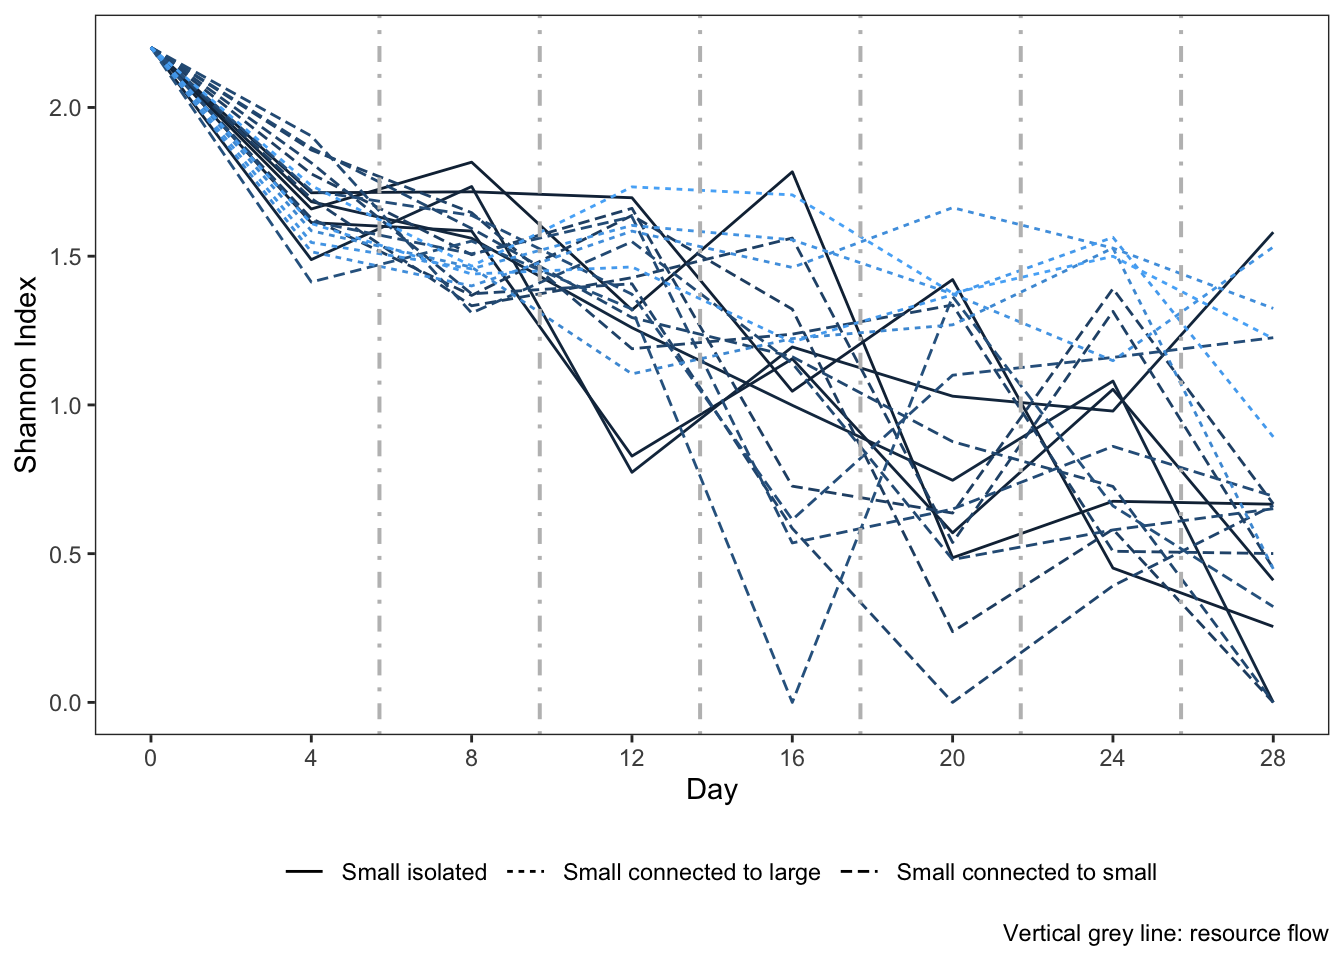 Shannon Index
2.0
1.5
1.0
0.5
0.0
0 4 8 12 16 20 24 28
Day
Small isolated Small connected to large Small connected to small
Vertical grey line: resource flow